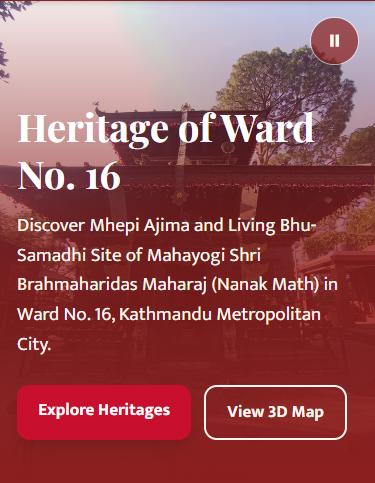 Heritage of Ward
No. 16
Discover Mhepi Ajima and Living Bhu-
Samadhi Site of Mahayogi Shri
Brahmaharidas Maharaj (Nanak Math) in
Ward No. 16, Kathmandu Metropolitan
City.
Explore Heritages
View 3D Map